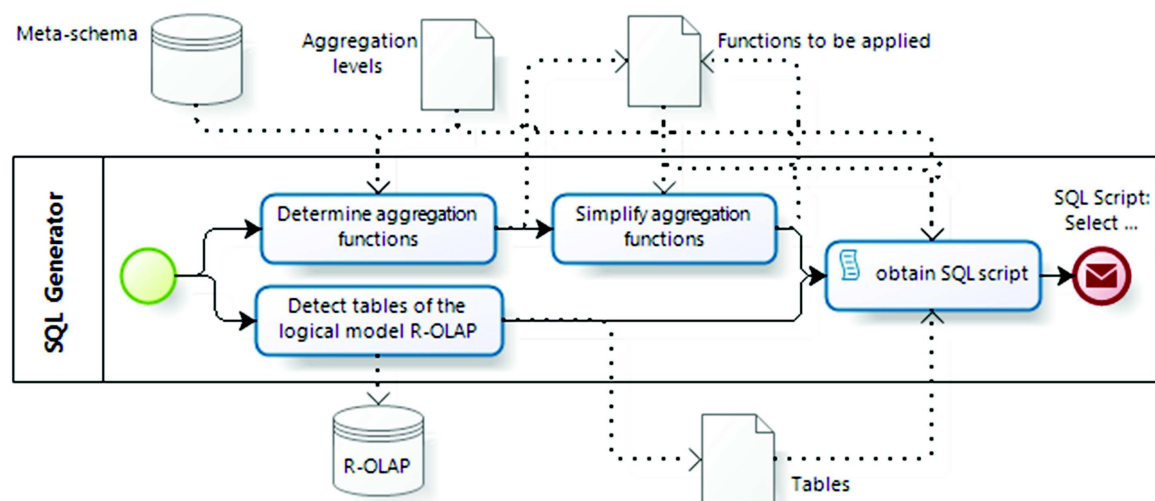 Meta-schema
Aggregation
levels
Functions to be applied
SQL Generator
Determine aggregation
functions
Simplify aggregation
functions
SQL Script:
Select ...
obtain SQL script
Detect tables of the
logical model R-OLAP
R-OLAP
Tables